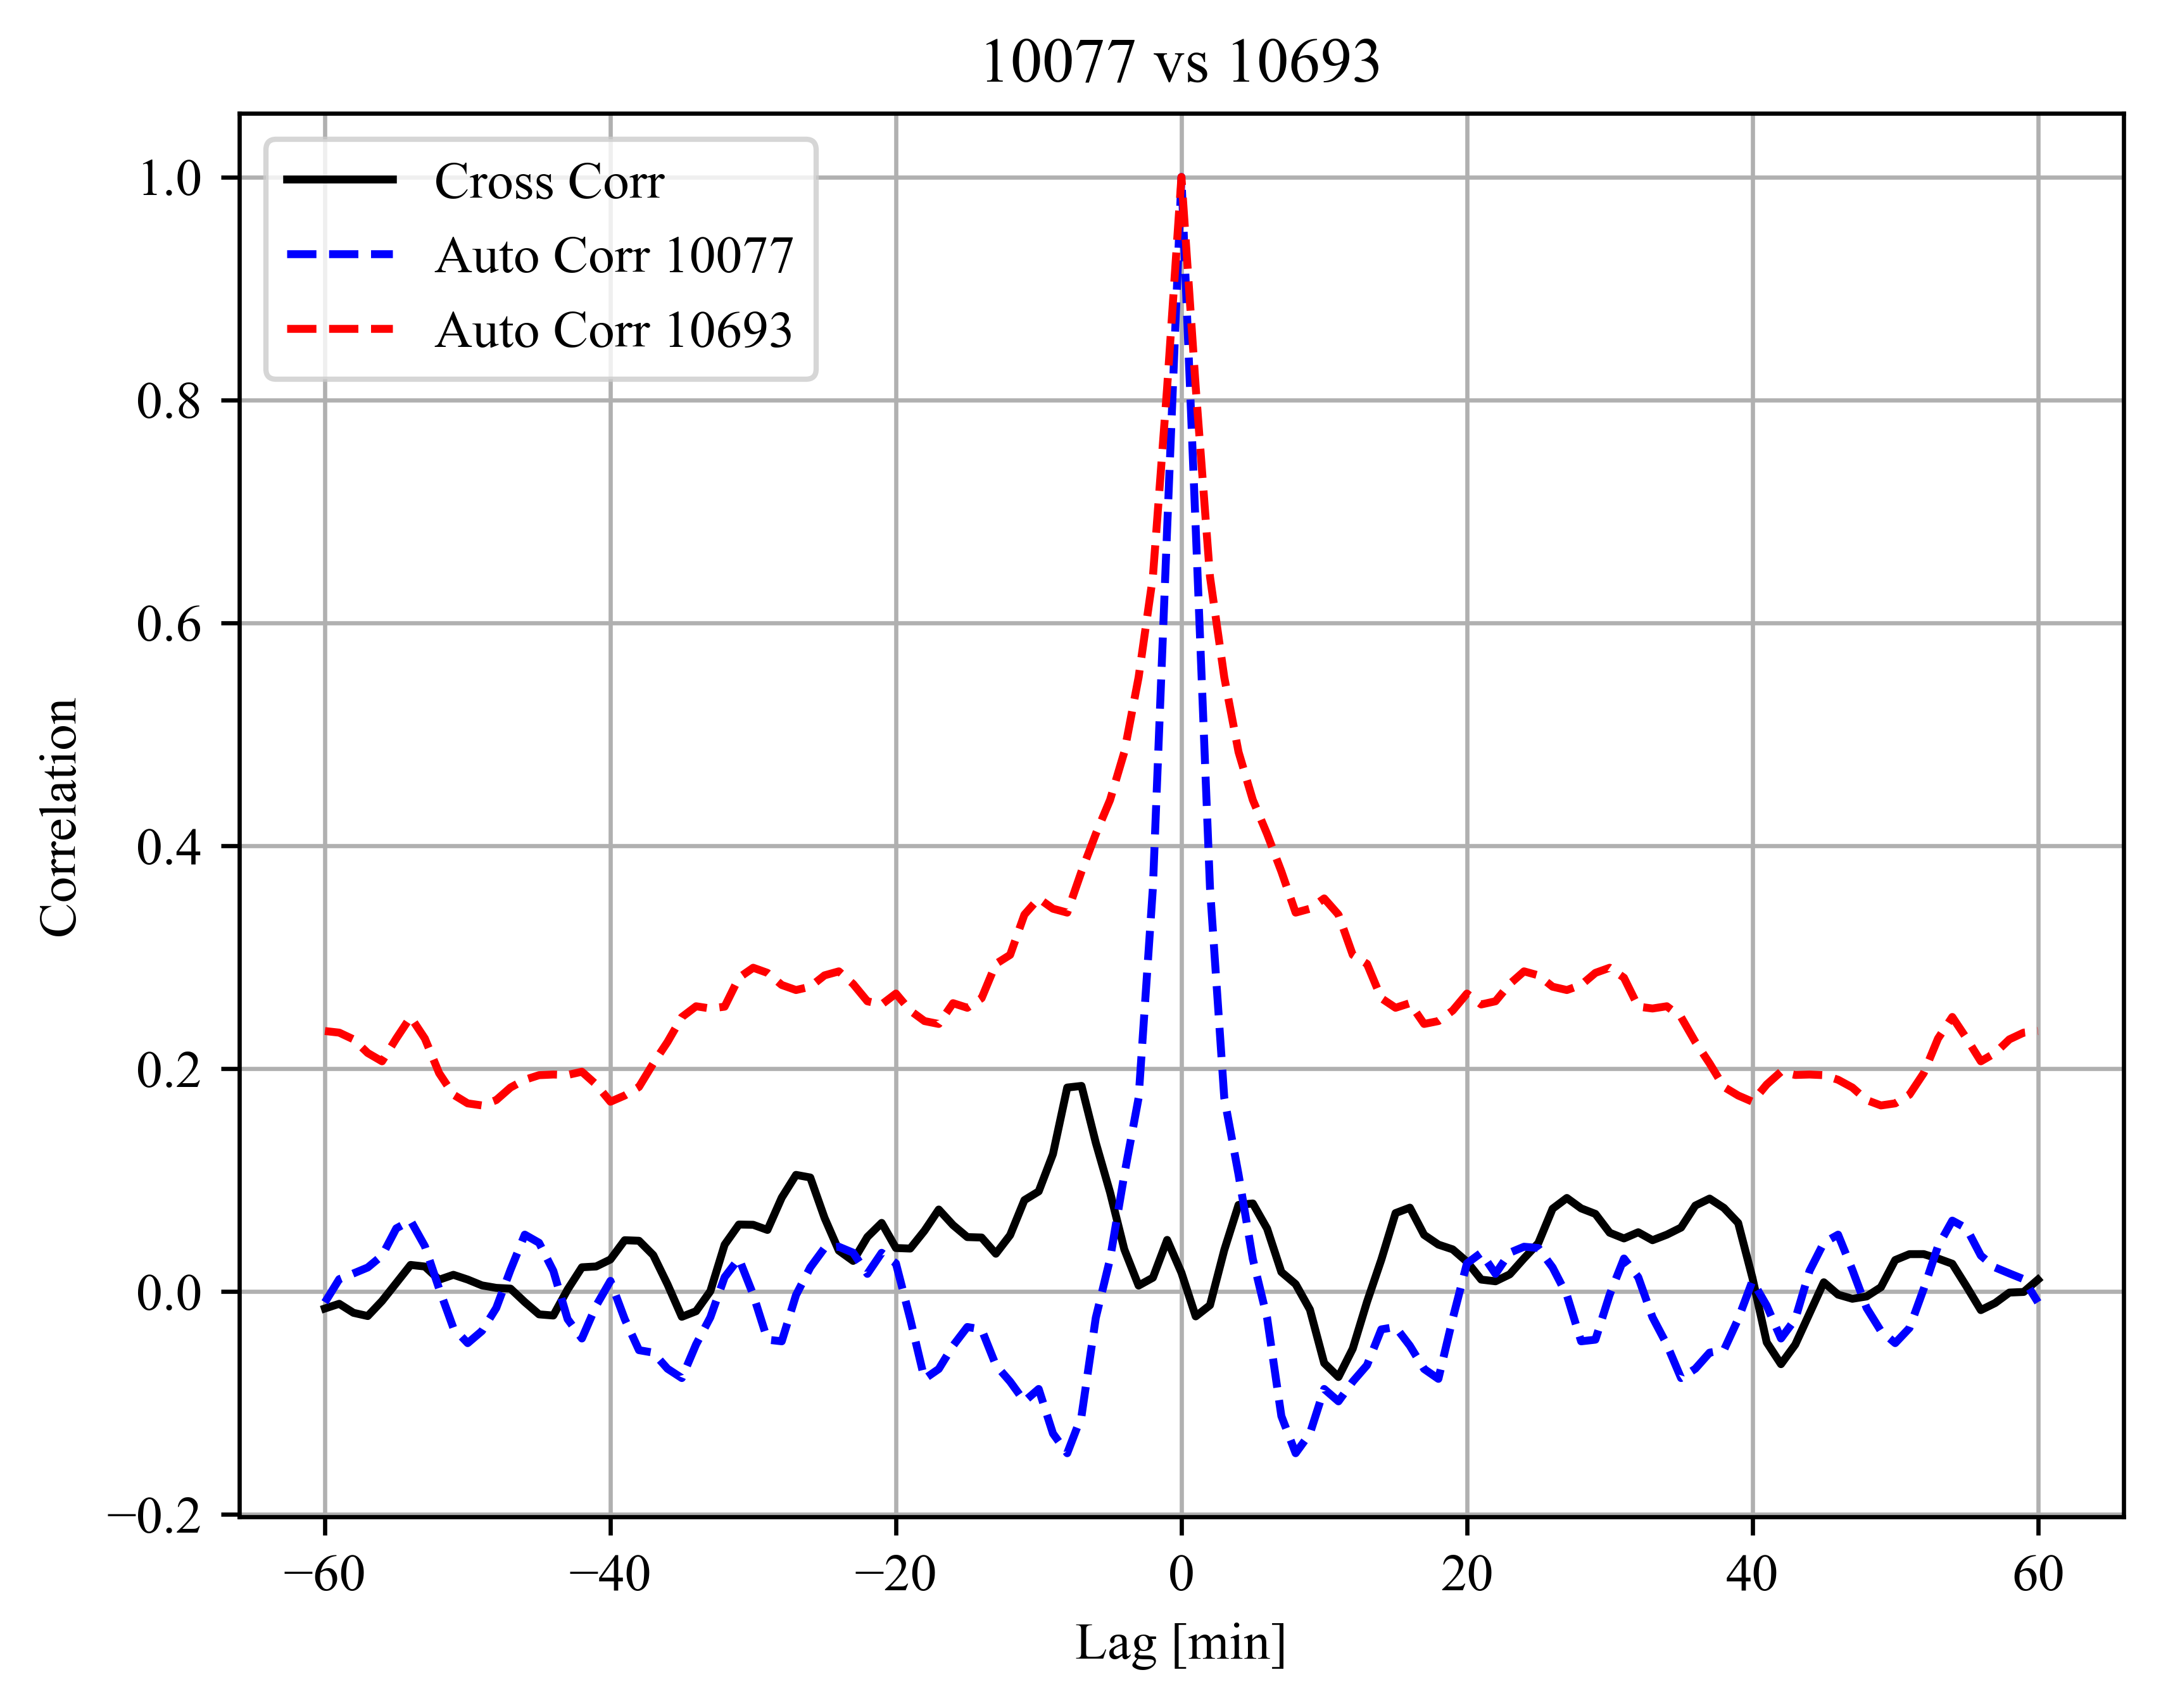 10077 vs 10693
Cross Corr
Auto Corr 10077
Auto Corr 10693
1.0
0.8
0.6
0.4
0.2
0.0
−0.2
Correlation
−60 −40 −20 0 20 40 60
Lag [min]